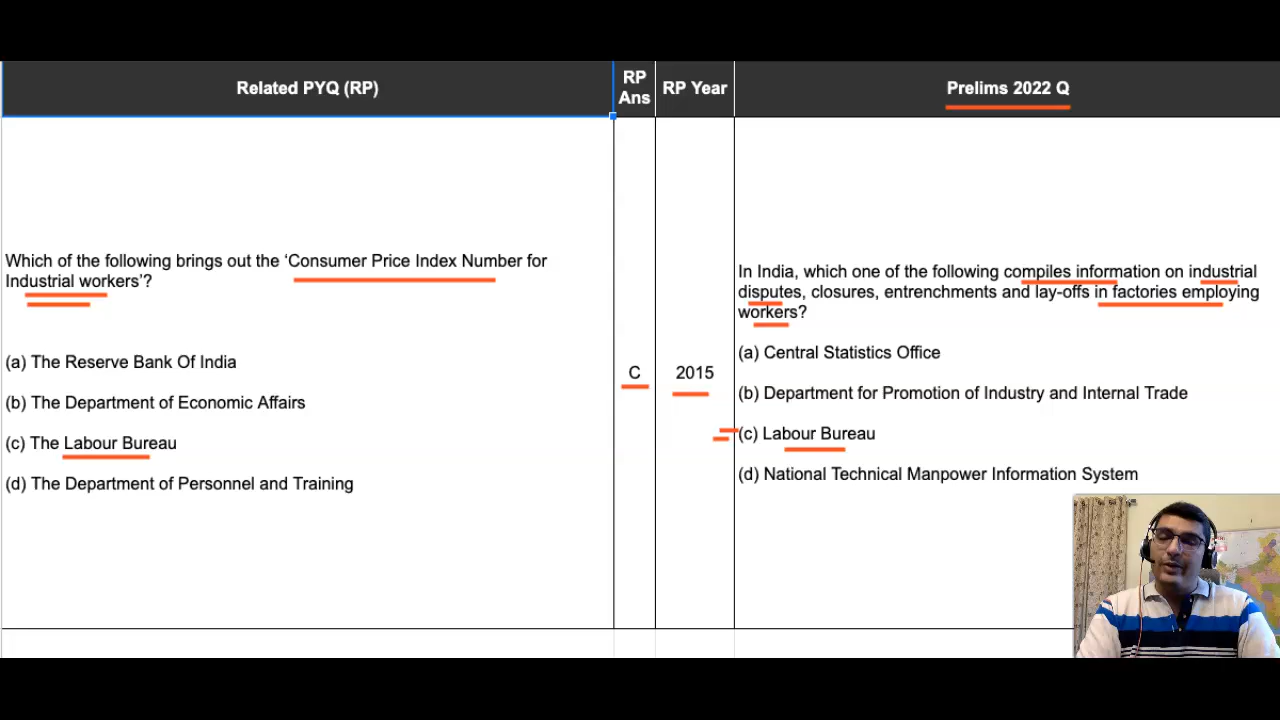 Related PYQ (RP)
RP
Ans
RP Year
Prelims 2022 Q
Which of the following brings out the ‘Consumer Price Index Number for
Industrial workers’?
(a) The Reserve Bank Of India
(b) The Department of Economic Affairs
(c) The Labour Bureau
(d) The Department of Personnel and Training
C
2015
In India, which one of the following compiles information on industrial
disputes, closures, entrenchments and lay-offs in factories employing
workers?
(a) Central Statistics Office
(b) Department for Promotion of Industry and Internal Trade
(c) Labour Bureau
(d) National Technical Manpower Information System